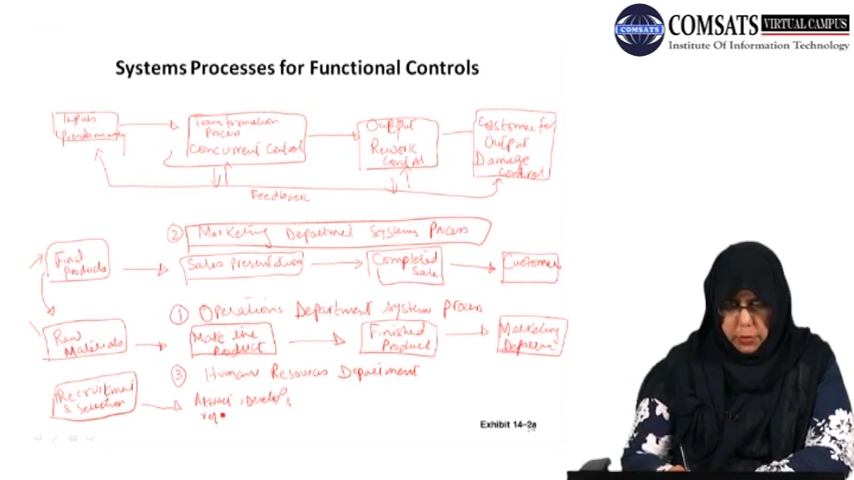 COMSATS
COMSATS
VIRTUAL CAMPUS
Institute Of Information Technology
Systems Processes for Functional Controls
Inputs
Transformation
Process
Concurrent Control
Output
Rework
Control
Customer for
Output
Damage
Control
Feedback
② Marketing Department Systems Process
Final
Products
Sales Presentation
Completed
Sale
Customer
① Operations Department System Process
Raw
Materials
Make the
Product
Finished
Product
Marketing
③ Human Resources Department
Recruitment
& Selection
Attract, Develop,
Exhibit 14-2a